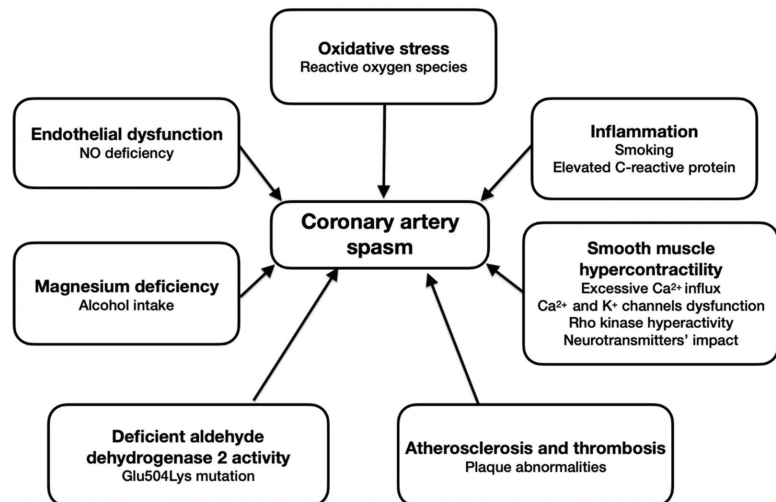 Oxidative stress
Reactive oxygen species
Endothelial dysfunction
NO deficiency
Inflammation
Smoking
Elevated C-reactive protein
Coronary artery
spasm
Magnesium deficiency
Alcohol intake
Smooth muscle
hypercontractility
Excessive Ca²⁺ influx
Ca²⁺ and K⁺ channels dysfunction
Rho kinase hyperactivity
Neurotransmitters’ impact
Deficient aldehyde
dehydrogenase 2 activity
Glu504Lys mutation
Atherosclerosis and thrombosis
Plaque abnormalities